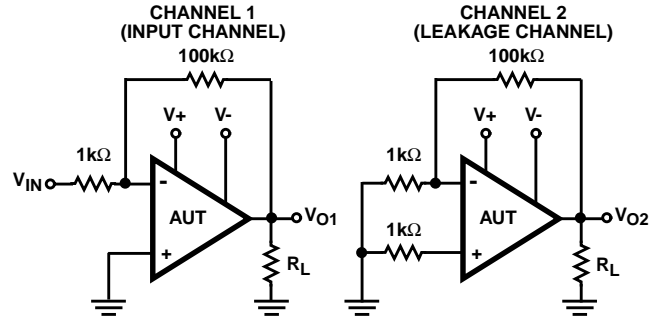 CHANNEL 1
(INPUT CHANNEL)
100kΩ
V+
V-
1kΩ
VIN
-
AUT
+
VO1
RL
CHANNEL 2
(LEAKAGE CHANNEL)
100kΩ
V+
V-
1kΩ
-
AUT
1kΩ
+
VO2
RL